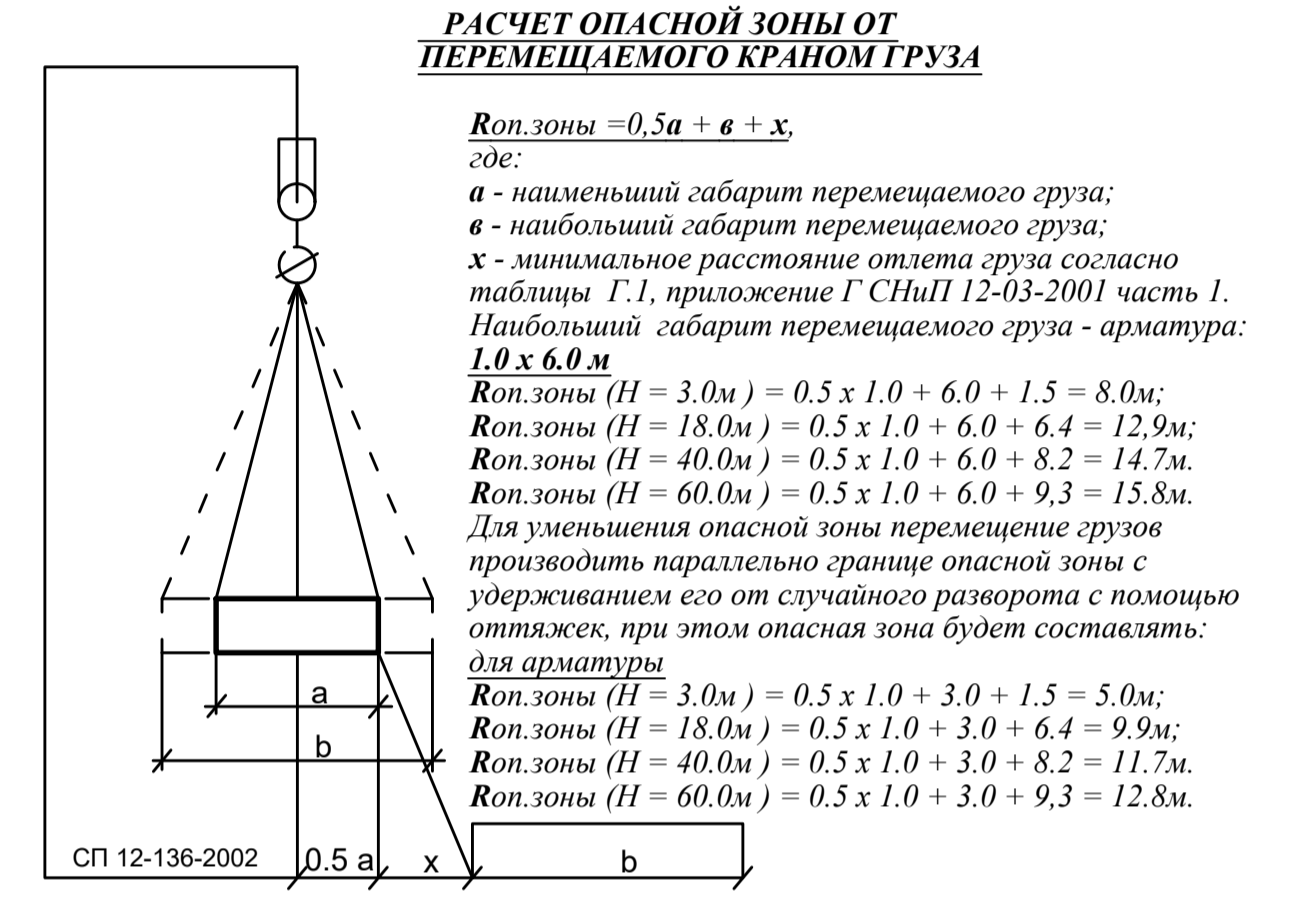 РАСЧЕТ ОПАСНОЙ ЗОНЫ ОТ
ПЕРЕМЕЩАЕМОГО КРАНОМ ГРУЗА
Rоп.зоны =0,5а + в + х,
где:
а - наименьший габарит перемещаемого груза;
в - наибольший габарит перемещаемого груза;
х - минимальное расстояние отлета груза согласно
таблицы Г.1, приложение Г СНиП 12-03-2001 часть 1.
Наибольший габарит перемещаемого груза - арматура:
1.0 х 6.0 м
Rоп.зоны (Н = 3.0м ) = 0.5 х 1.0 + 6.0 + 1.5 = 8.0м;
Rоп.зоны (Н = 18.0м ) = 0.5 х 1.0 + 6.0 + 6.4 = 12,9м;
Rоп.зоны (Н = 40.0м ) = 0.5 х 1.0 + 6.0 + 8.2 = 14.7м.
Rоп.зоны (Н = 60.0м ) = 0.5 х 1.0 + 6.0 + 9,3 = 15.8м.
Для уменьшения опасной зоны перемещение грузов
производить параллельно границе опасной зоны с
удерживанием его от случайного разворота с помощью
оттяжек, при этом опасная зона будет составлять:
для арматуры
Rоп.зоны (Н = 3.0м ) = 0.5 х 1.0 + 3.0 + 1.5 = 5.0м;
Rоп.зоны (Н = 18.0м ) = 0.5 х 1.0 + 3.0 + 6.4 = 9.9м;
Rоп.зоны (Н = 40.0м ) = 0.5 х 1.0 + 3.0 + 8.2 = 11.7м.
Rоп.зоны (Н = 60.0м ) = 0.5 х 1.0 + 3.0 + 9,3 = 12.8м.
a
b
СП 12-136-2002 0.5 a x b